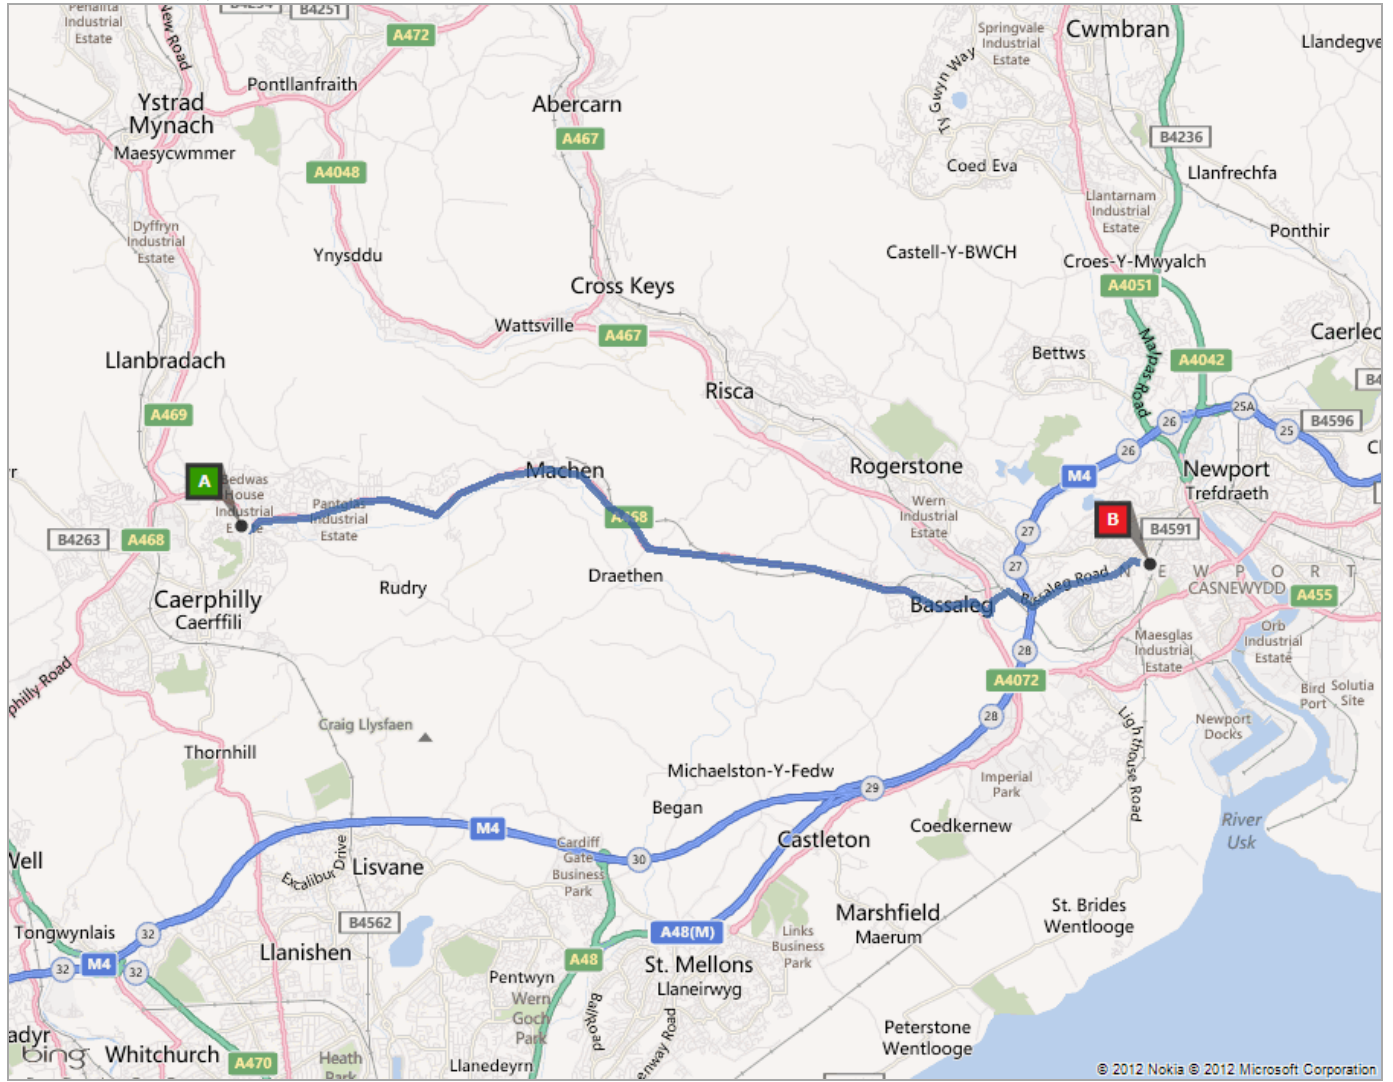 Penallta
Industrial
Estate
New Road
B4254
B4251
A472
Cwmbran
Springvale
Industrial
Estate
Llandegve
Pontllanfraith
Ystrad
Mynach
Maesycwmmer
Abercarn
A467
Ty Gwyn Way
B4236
A4048
Coed Eva
Llanfrechfa
Llantarnam
Industrial
Estate
Dyffryn
Industrial
Estate
Ynysddu
Castell-Y-BWCH
Ponthir
Croes-Y-Mwyalch
A4051
Cross Keys
Wattsville
A467
Malpas Road
Caerlec
Llanbradach
Bettws
A4042
Risca
B4
A469
25A
26
25
B4596
26
Rogerstone
M4
Newport
Trefdraeth
A
Bedwas
House
Industrial
Machen
Pantglas
Industrial
Estate
Wern
Industrial
Estate
B
B4591
B4263
A468
27
27
Draethen
Rudry
Bassaleg Road
N E W P O R T
CASNEWYDD
A455
Caerphilly
Caerffili
Bassaleg
Maesglas
Industrial
Estate
Orb
Industrial
Estate
28
A4072
philly Road
Bird
Port
Solutia
Site
Craig Llysfaen
28
Lighthouse Road
Newport
Docks
Thornhill
Michaelston-Y-Fedw
Imperial
Park
Began
29
M4
Castleton
Coedkernew
River
Usk
Cardiff
Gate
Business
Park
30
Well
Lisvane
Excalibur Drive
B4562
Marshfield
Maerum
St. Brides
Wentlooge
Tongwynlais
32
Llanishen
A48(M)
Links
Business
Park
32
M4
32
A48
St. Mellons
Llaneirwyg
Pentwyn
Wern
Goch
Park
Peterstone
Wentlooge
adyr
bing
Whitchurch
A470
Heath
Park
Llanedeyrn
enway Road
© 2012 Nokia © 2012 Microsoft Corporation